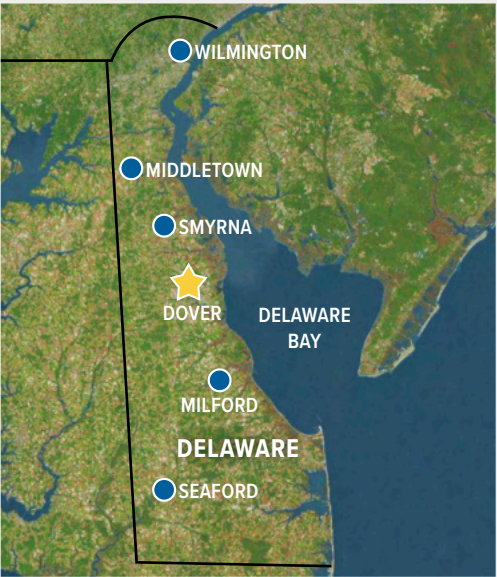 WILMINGTON
MIDDLETOWN
SMYRNA
DOVER
DELAWARE
BAY
MILFORD
DELAWARE
SEAFORD